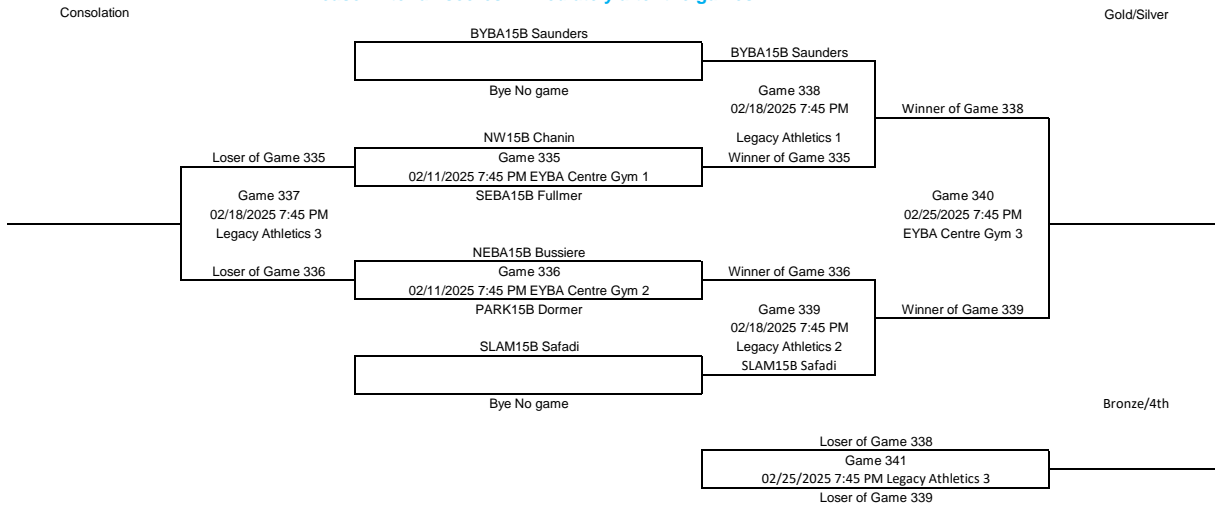 Consolation
Gold/Silver
BYBA15B Saunders
BYBA15B Saunders
Bye No game
Game 338
02/18/2025 7:45 PM
Winner of Game 338
NW15B Chanin
Legacy Athletics 1
Loser of Game 335
Game 335
Winner of Game 335
02/11/2025 7:45 PM EYBA Centre Gym 1
Game 337
SEBA15B Fullmer
Game 340
02/18/2025 7:45 PM
02/25/2025 7:45 PM
Legacy Athletics 3
EYBA Centre Gym 3
NEBA15B Bussiere
Loser of Game 336
Game 336
Winner of Game 336
02/11/2025 7:45 PM EYBA Centre Gym 2
PARK15B Dormer
Game 339
Winner of Game 339
02/18/2025 7:45 PM
SLAM15B Safadi
Legacy Athletics 2
SLAM15B Safadi
Bye No game
Bronze/4th
Loser of Game 338
Game 341
02/25/2025 7:45 PM Legacy Athletics 3
Loser of Game 339